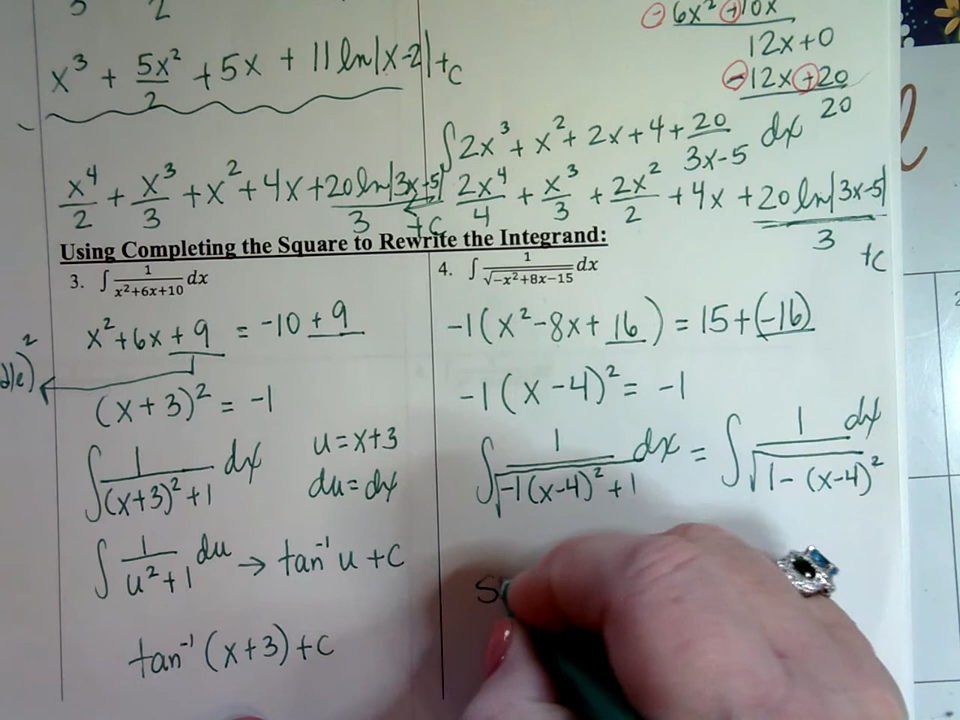 x³ + 5x²/2 + 5x + 11 ln|x-2| + C
x⁴/2 + x³/3 + x² + 4x + 20 ln|3x-5|/3 + C
6x² + 10x
12x + 0
-12x + 20
20
∫ 2x³ + x² + 2x + 4 + 20/(3x-5) dx
2x⁴/4 + x³/3 + 2x²/2 + 4x + 20 ln|3x-5|/3 + C
Using Completing the Square to Rewrite the Integrand:
3. ∫ 1/(x²+6x+10) dx
x² + 6x + 9 = -10 + 9
(x + 3)² = -1
∫ 1/((x+3)² + 1) dx
u = x+3
du = dx
∫ 1/(u² + 1) du → tan⁻¹ u + C
tan⁻¹ (x+3) + C
4. ∫ 1/√(-x²+8x-15) dx
-1(x² - 8x + 16) = 15 + (-16)
-1(x - 4)² = -1
∫ 1/√(-1(x-4)² + 1) dx = ∫ 1/√(1 - (x-4)²) dx